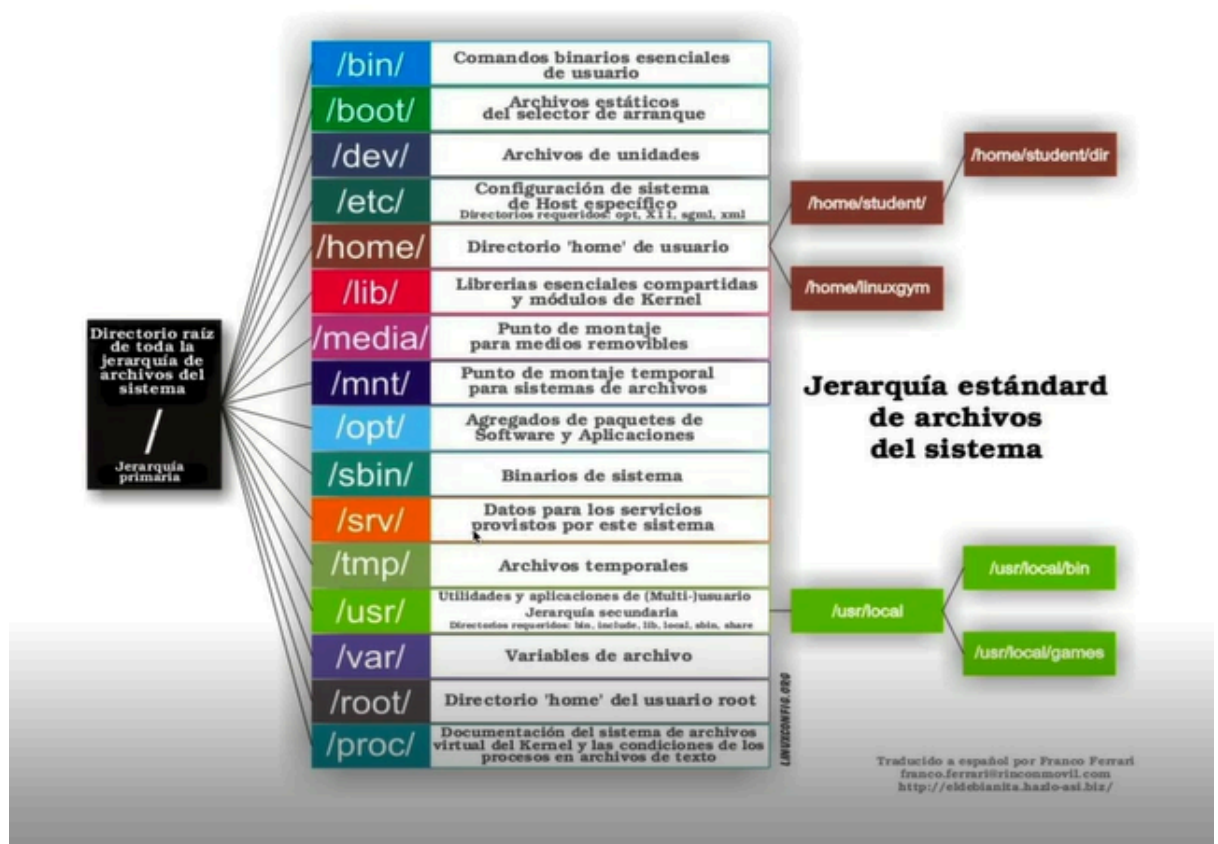 Directorio raíz
de toda la
jerarquía de
archivos del
sistema
/
Jerarquía
primaria
/bin/
Comandos binarios esenciales
de usuario
/boot/
Archivos estáticos
del selector de arranque
/dev/
Archivos de unidades
/etc/
Configuración de sistema
de Host específico
Directorios requeridos: opt, X11, sgml, xml
/home/
Directorio 'home' de usuario
/home/student/
/home/student/dir
/home/linuxgym
/lib/
Librerias esenciales compartidas
y módulos de Kernel
/media/
Punto de montaje
para medios removibles
/mnt/
Punto de montaje temporal
para sistemas de archivos
/opt/
Agregados de paquetes de
Software y Aplicaciones
/sbin/
Binarios de sistema
/srv/
Datos para los servicios
provistos por este sistema
/tmp/
Archivos temporales
/usr/
Utilidades y aplicaciones de (Multi-)usuario
Jerarquía secundaria
Directorios requeridos: bin, include, lib, local, sbin, share
/usr/local
/usr/local/bin
/usr/local/games
/var/
Variables de archivo
/root/
Directorio 'home' del usuario root
/proc/
Documentación del sistema de archivos
virtual del Kernel y las condiciones de los
procesos en archivos de texto
Jerarquía estándard
de archivos
del sistema
LINUXCONFIG.ORG
Traducido a español por Franco Ferrari
franco.ferrari@rinconmovil.com
http://eldebianita.hazlo-asi.biz/